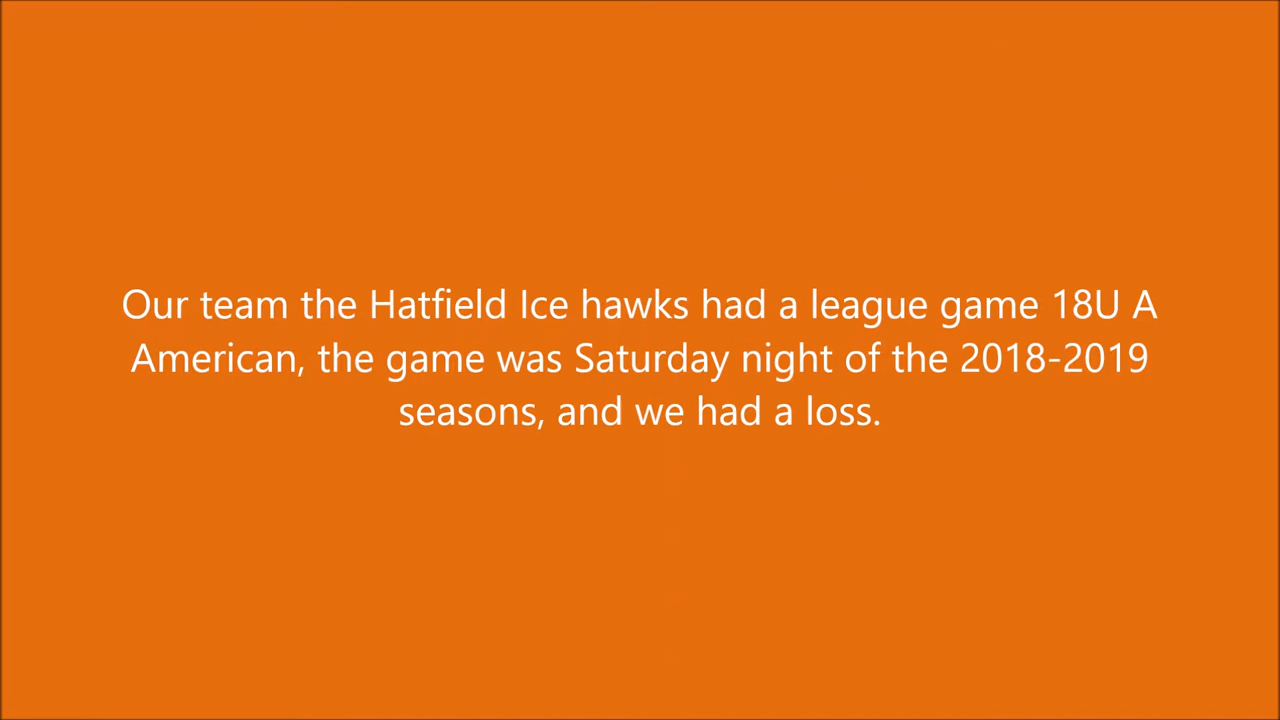 Our team the Hatfield Ice hawks had a league game 18U A
American, the game was Saturday night of the 2018-2019
seasons, and we had a loss.